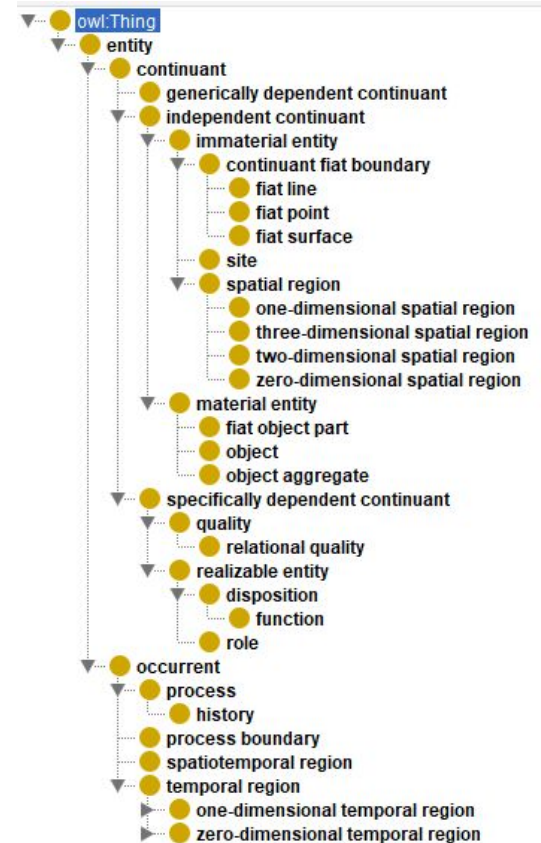 owl:Thing
entity
continuant
generically dependent continuant
independent continuant
immaterial entity
continuant fiat boundary
fiat line
fiat point
fiat surface
site
spatial region
one-dimensional spatial region
three-dimensional spatial region
two-dimensional spatial region
zero-dimensional spatial region
material entity
fiat object part
object
object aggregate
specifically dependent continuant
quality
relational quality
realizable entity
disposition
function
role
occurrent
process
history
process boundary
spatiotemporal region
temporal region
one-dimensional temporal region
zero-dimensional temporal region